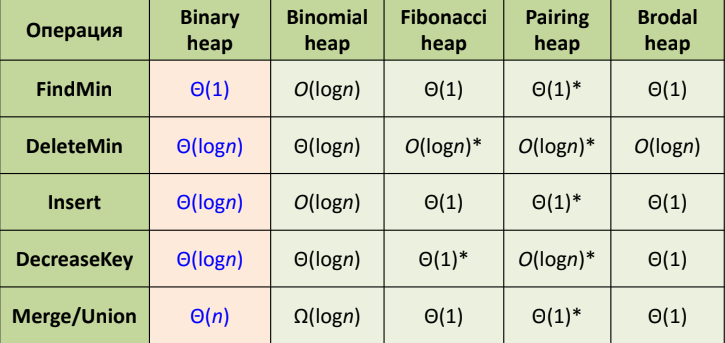 Операция Binary heap Binomial heap Fibonacci heap Pairing heap Brodal heap
FindMin Θ(1) O(logn) Θ(1) Θ(1)* Θ(1)
DeleteMin Θ(logn) Θ(logn) O(logn)* O(logn)* O(logn)
Insert Θ(logn) O(logn) Θ(1) Θ(1)* Θ(1)
DecreaseKey Θ(logn) Θ(logn) Θ(1)* O(logn)* Θ(1)
Merge/Union Θ(n) Ω(logn) Θ(1) Θ(1)* Θ(1)